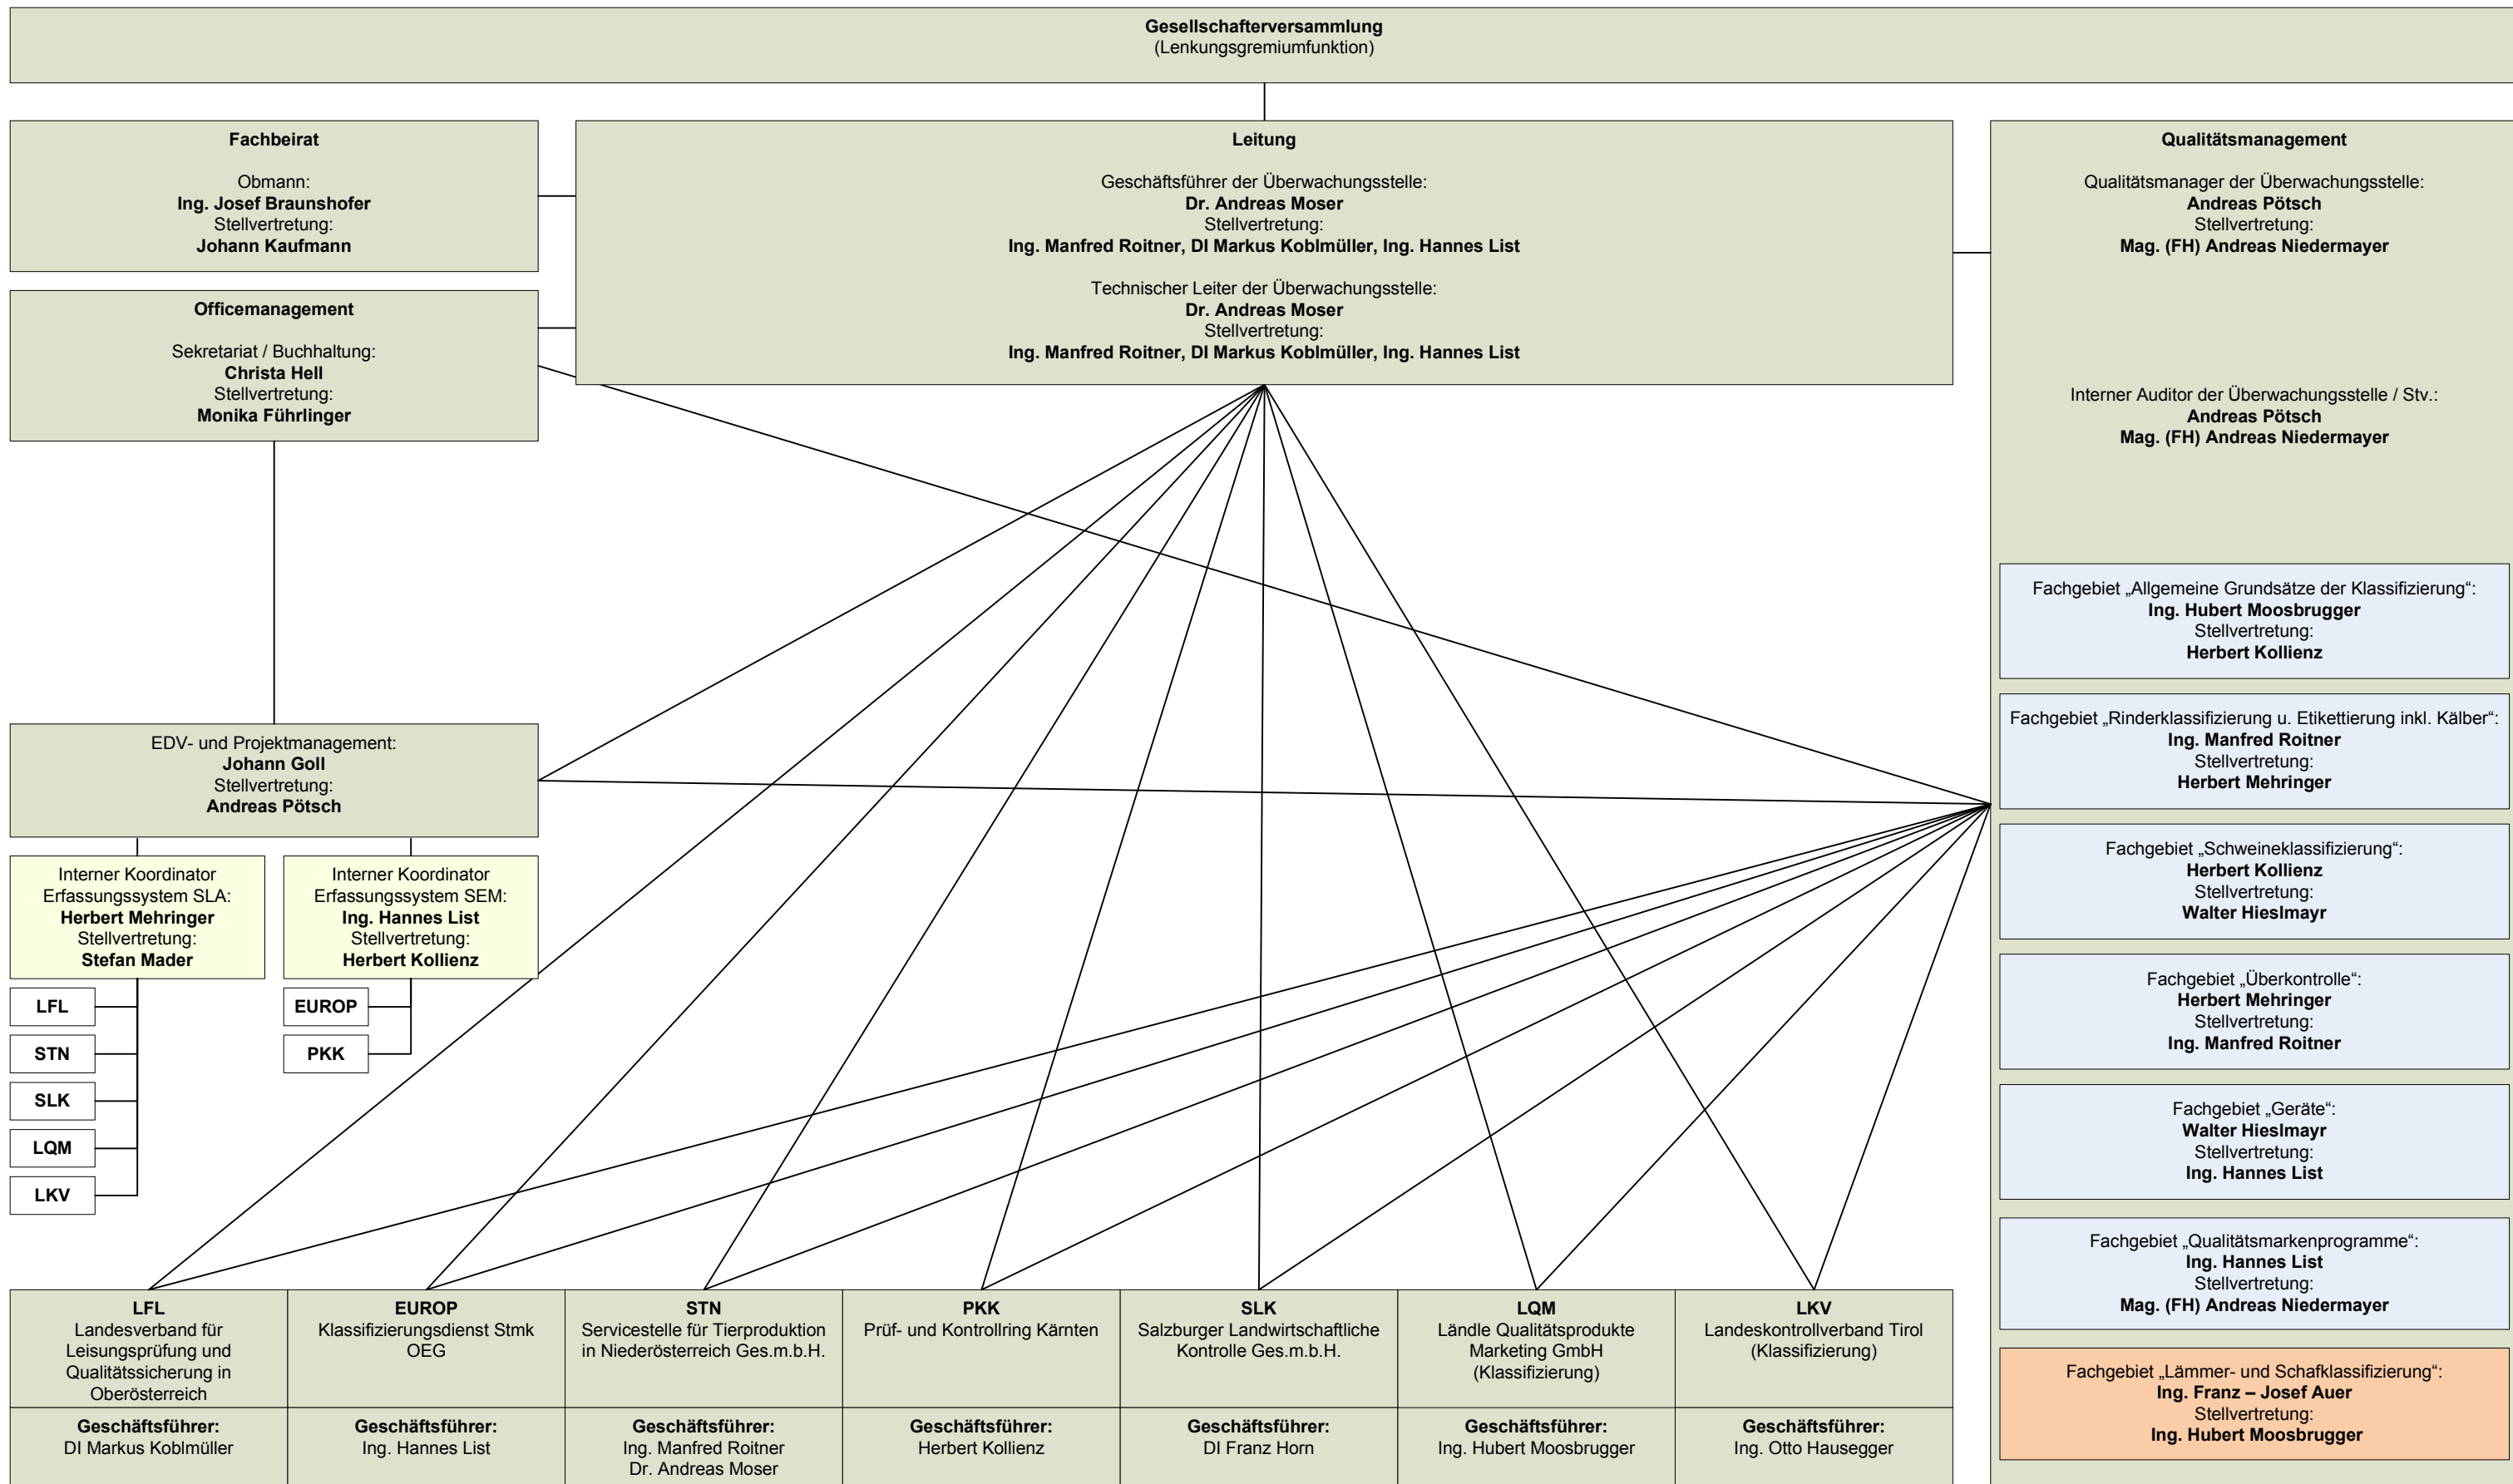 Gesellschafterversammlung
(Lenkungsgremiumfunktion)
Fachbeirat
Obmann:
Ing. Josef Braunshofer
Stellvertretung:
Johann Kaufmann
Leitung
Geschäftsführer der Überwachungsstelle:
Dr. Andreas Moser
Stellvertretung:
Ing. Manfred Roitner, DI Markus Koblmüller, Ing. Hannes List
Technischer Leiter der Überwachungsstelle:
Dr. Andreas Moser
Stellvertretung:
Ing. Manfred Roitner, DI Markus Koblmüller, Ing. Hannes List
Qualitätsmanagement
Qualitätsmanager der Überwachungsstelle:
Andreas Pötsch
Stellvertretung:
Mag. (FH) Andreas Niedermayer
Interner Auditor der Überwachungsstelle / Stv.:
Andreas Pötsch
Mag. (FH) Andreas Niedermayer
Officemanagement
Sekretariat / Buchhaltung:
Christa Hell
Stellvertretung:
Monika Führlinger
Fachgebiet „Allgemeine Grundsätze der Klassifizierung“:
Ing. Hubert Moosbrugger
Stellvertretung:
Herbert Kollienz
Fachgebiet „Rinderklassifizierung u. Etikettierung inkl. Kälber“:
Ing. Manfred Roitner
Stellvertretung:
Herbert Mehringer
Fachgebiet „Schweineklassifizierung“:
Herbert Kollienz
Stellvertretung:
Walter Hieslmayr
Fachgebiet „Überkontrolle“:
Herbert Mehringer
Stellvertretung:
Ing. Manfred Roitner
Fachgebiet „Geräte“:
Walter Hieslmayr
Stellvertretung:
Ing. Hannes List
Fachgebiet „Qualitätsmarkenprogramme“:
Ing. Hannes List
Stellvertretung:
Mag. (FH) Andreas Niedermayer
Fachgebiet „Lämmer- und Schafklassifizierung“:
Ing. Franz – Josef Auer
Stellvertretung:
Ing. Hubert Moosbrugger
EDV- und Projektmanagement:
Johann Goll
Stellvertretung:
Andreas Pötsch
Interner Koordinator
Erfassungssystem SLA:
Herbert Mehringer
Stellvertretung:
Stefan Mader
LFL
STN
SLK
LQM
LKV
Interner Koordinator
Erfassungssystem SEM:
Ing. Hannes List
Stellvertretung:
Herbert Kollienz
EUROP
PKK
LFL
Landesverband für
Leisungsprüfung und
Qualitätssicherung in
Oberösterreich
Geschäftsführer:
DI Markus Koblmüller
EUROP
Klassifizierungsdienst Stmk
OEG
Geschäftsführer:
Ing. Hannes List
STN
Servicestelle für Tierproduktion
in Niederösterreich Ges.m.b.H.
Geschäftsführer:
Ing. Manfred Roitner
Dr. Andreas Moser
PKK
Prüf- und Kontrollring Kärnten
Geschäftsführer:
Herbert Kollienz
SLK
Salzburger Landwirtschaftliche
Kontrolle Ges.m.b.H.
Geschäftsführer:
DI Franz Horn
LQM
Ländle Qualitätsprodukte
Marketing GmbH
(Klassifizierung)
Geschäftsführer:
Ing. Hubert Moosbrugger
LKV
Landeskontrollverband Tirol
(Klassifizierung)
Geschäftsführer:
Ing. Otto Hausegger